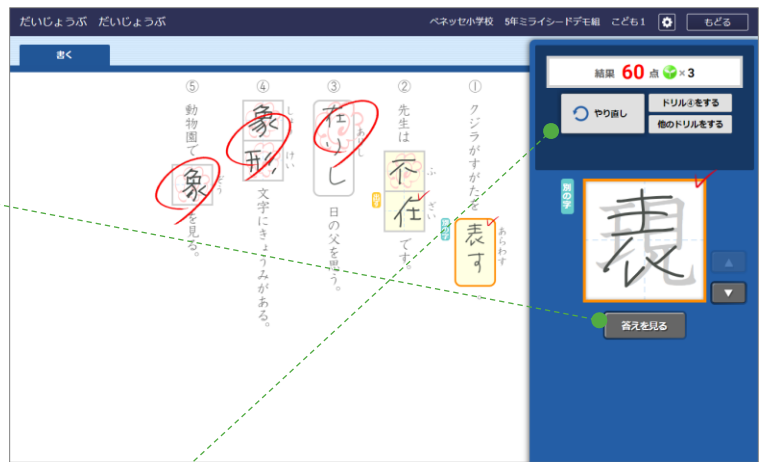 だいじょうぶ だいじょうぶ
ベネッセ小学校 5年ミライシードデモ組 こども1
もどる
書く
結果 60 点 ×3
やり直し
ドリル④をする
他のドリルをする
① クジラがすがたを表す。
あらわす
② 先生は不在です。
ふ ざい
③ 在りし日の父を思う。
ありし
④ 象形文字にきょうみがある。
しょう けい
⑤ 動物園で象を見る。
ぞう
別の字
表
現
▲
▼
答えを見る